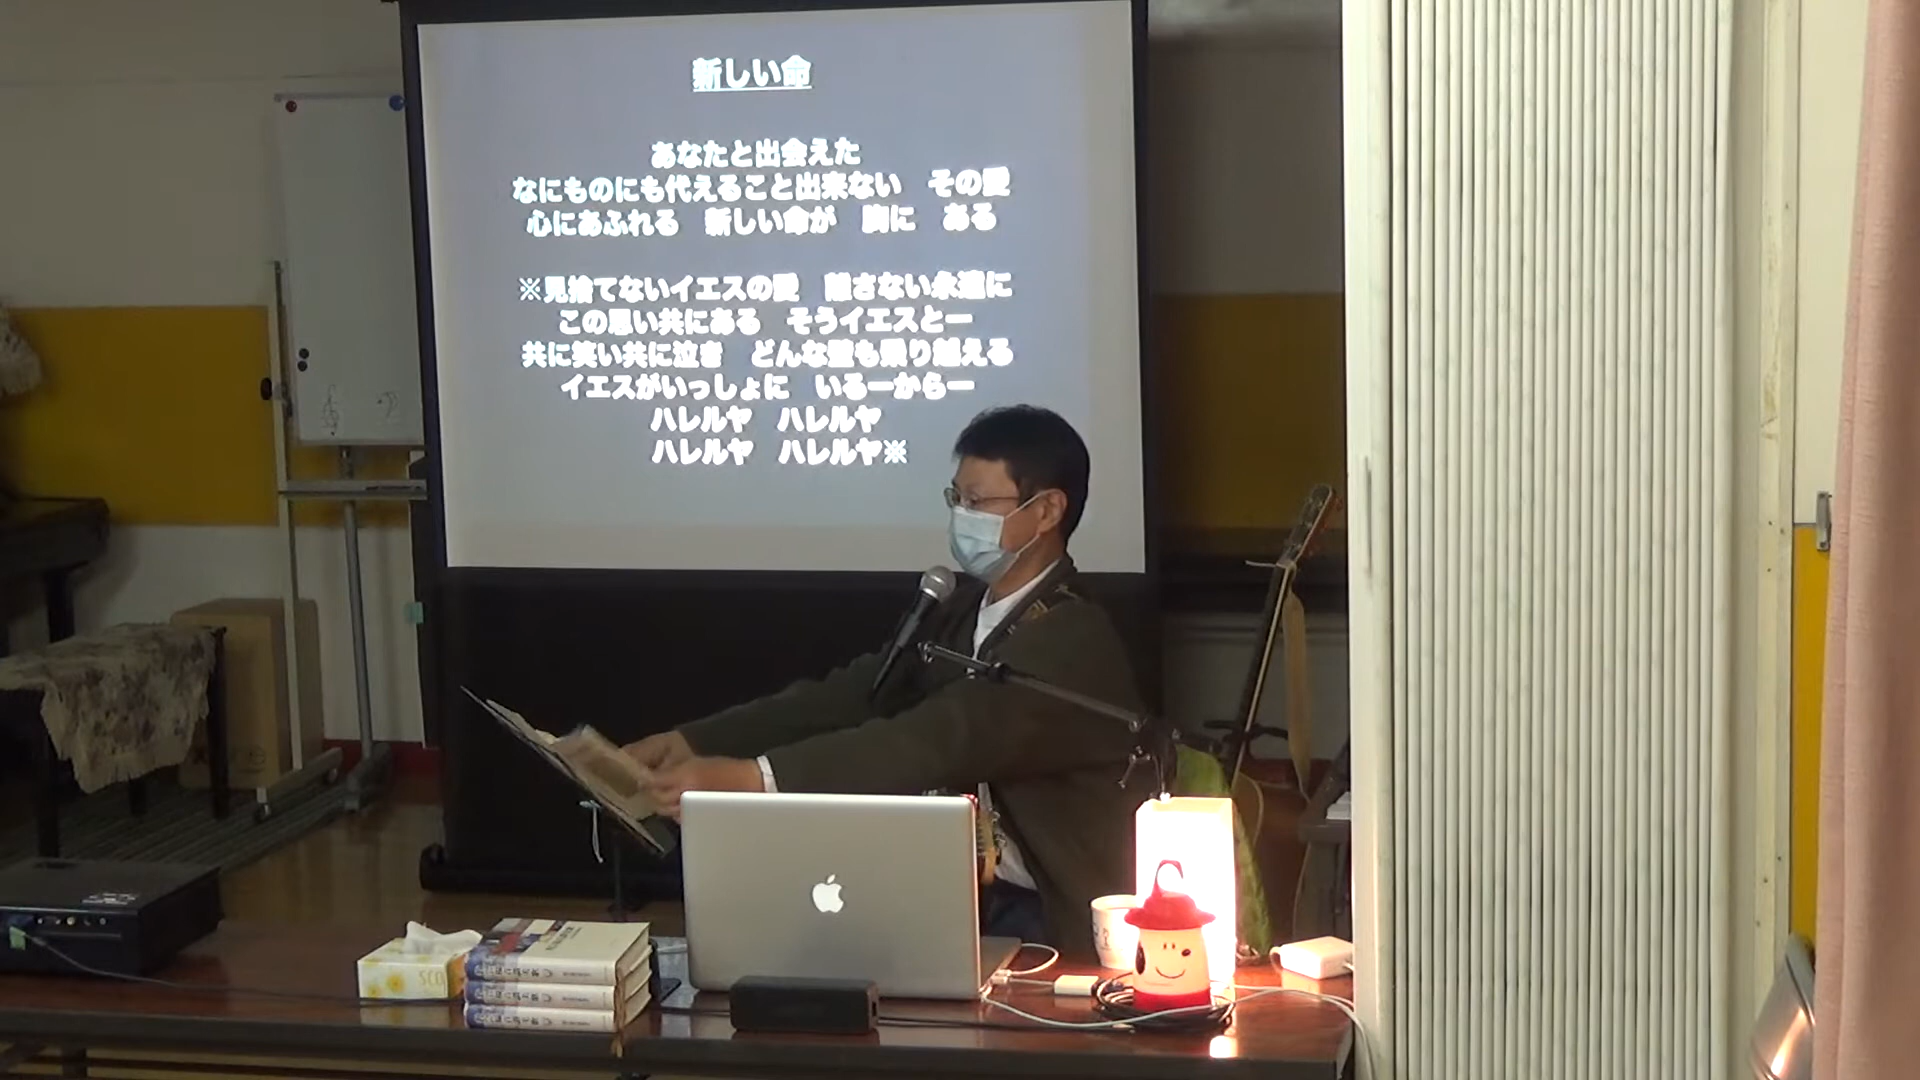 新しい命
あなたと出会えた
なにものにも代えること出来ない　その愛
心にあふれる　新しい命が　胸に　ある
※見捨てないイエスの愛　離さない永遠に
この思い共にある　そうイエスとー
共に笑い共に泣き　どんな壁も乗り越える
イエスがいっしょに　いるーからー
ハレルヤ　ハレルヤ
ハレルヤ　ハレルヤ※
SCO